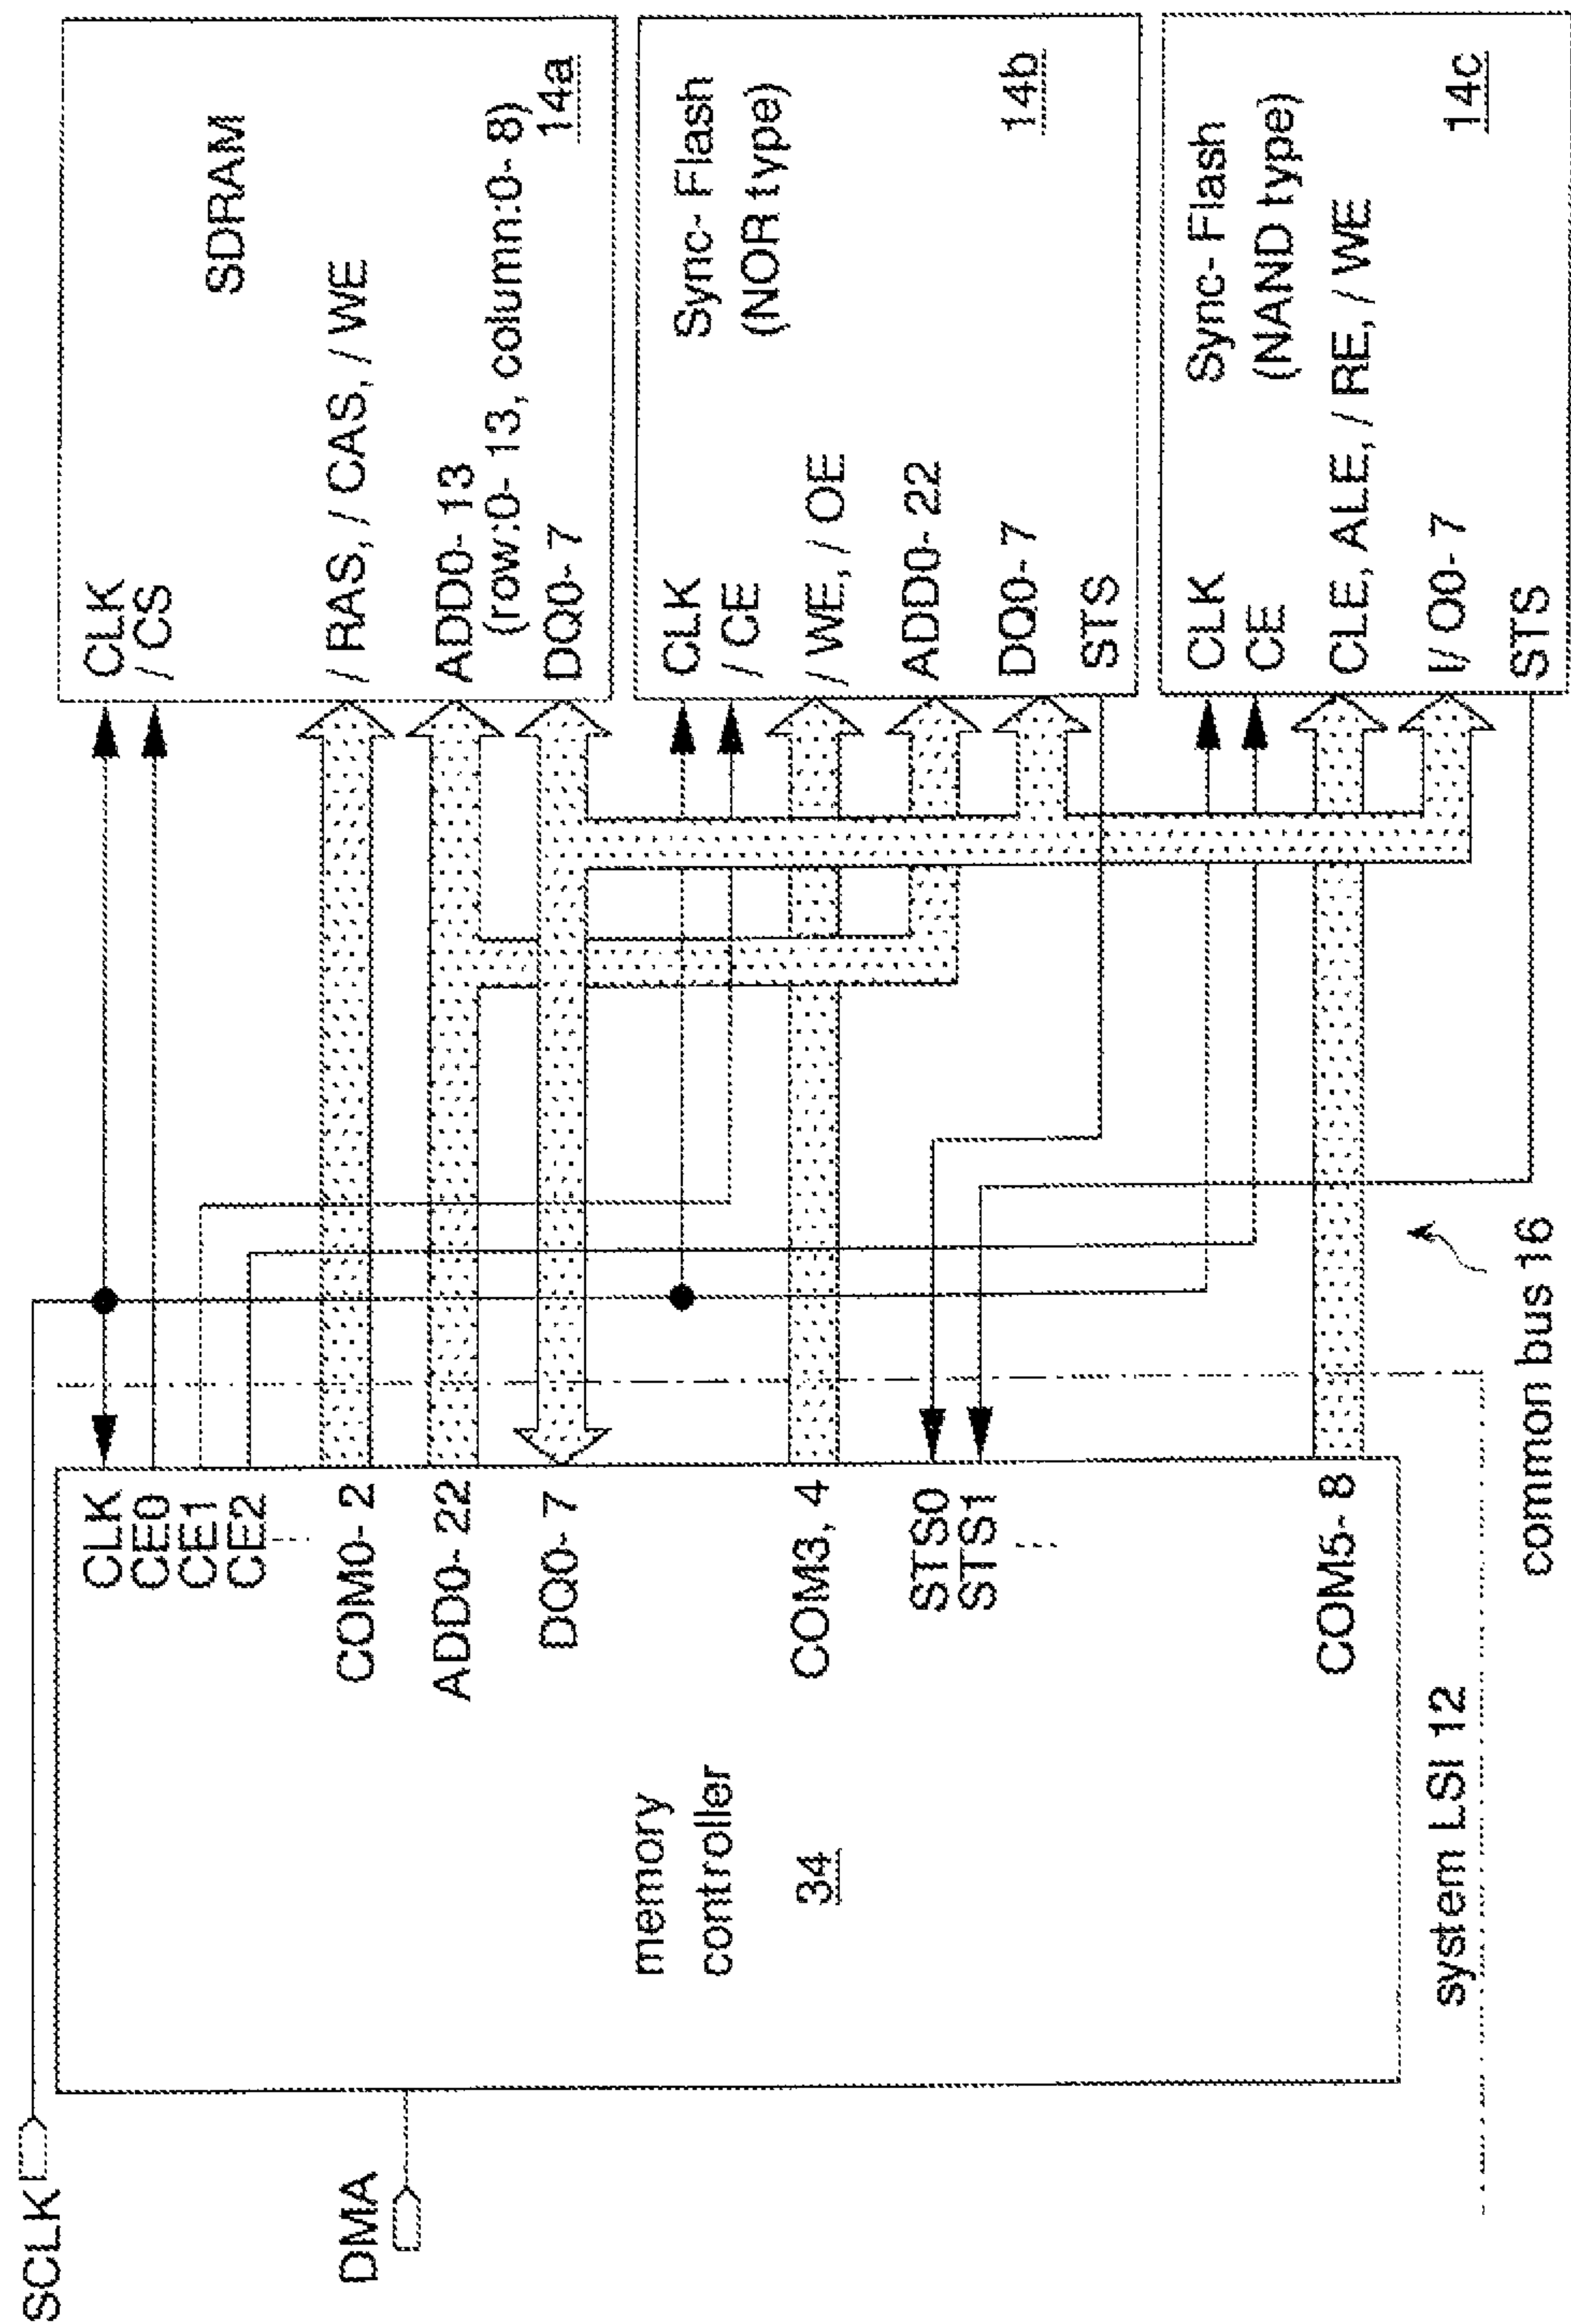 SCLK
DMA
memory
controller
34
CLK
CE0
CE1
CE2
COM0- 2
ADD0- 22
DQ0- 7
COM3, 4
STS0
STS1
COM5- 8
system LSI 12
common bus 16
SDRAM
14a
CLK
/ CS
/ RAS, / CAS, / WE
ADD0- 13
(row:0- 13, column:0- 8)
DQ0- 7
Sync- Flash
(NOR type)
14b
CLK
/ CE
/ WE, / OE
ADD0- 22
DQ0- 7
STS
Sync- Flash
(NAND type)
14c
CLK
CE
CLE, ALE, / RE, / WE
I/ O0- 7
STS